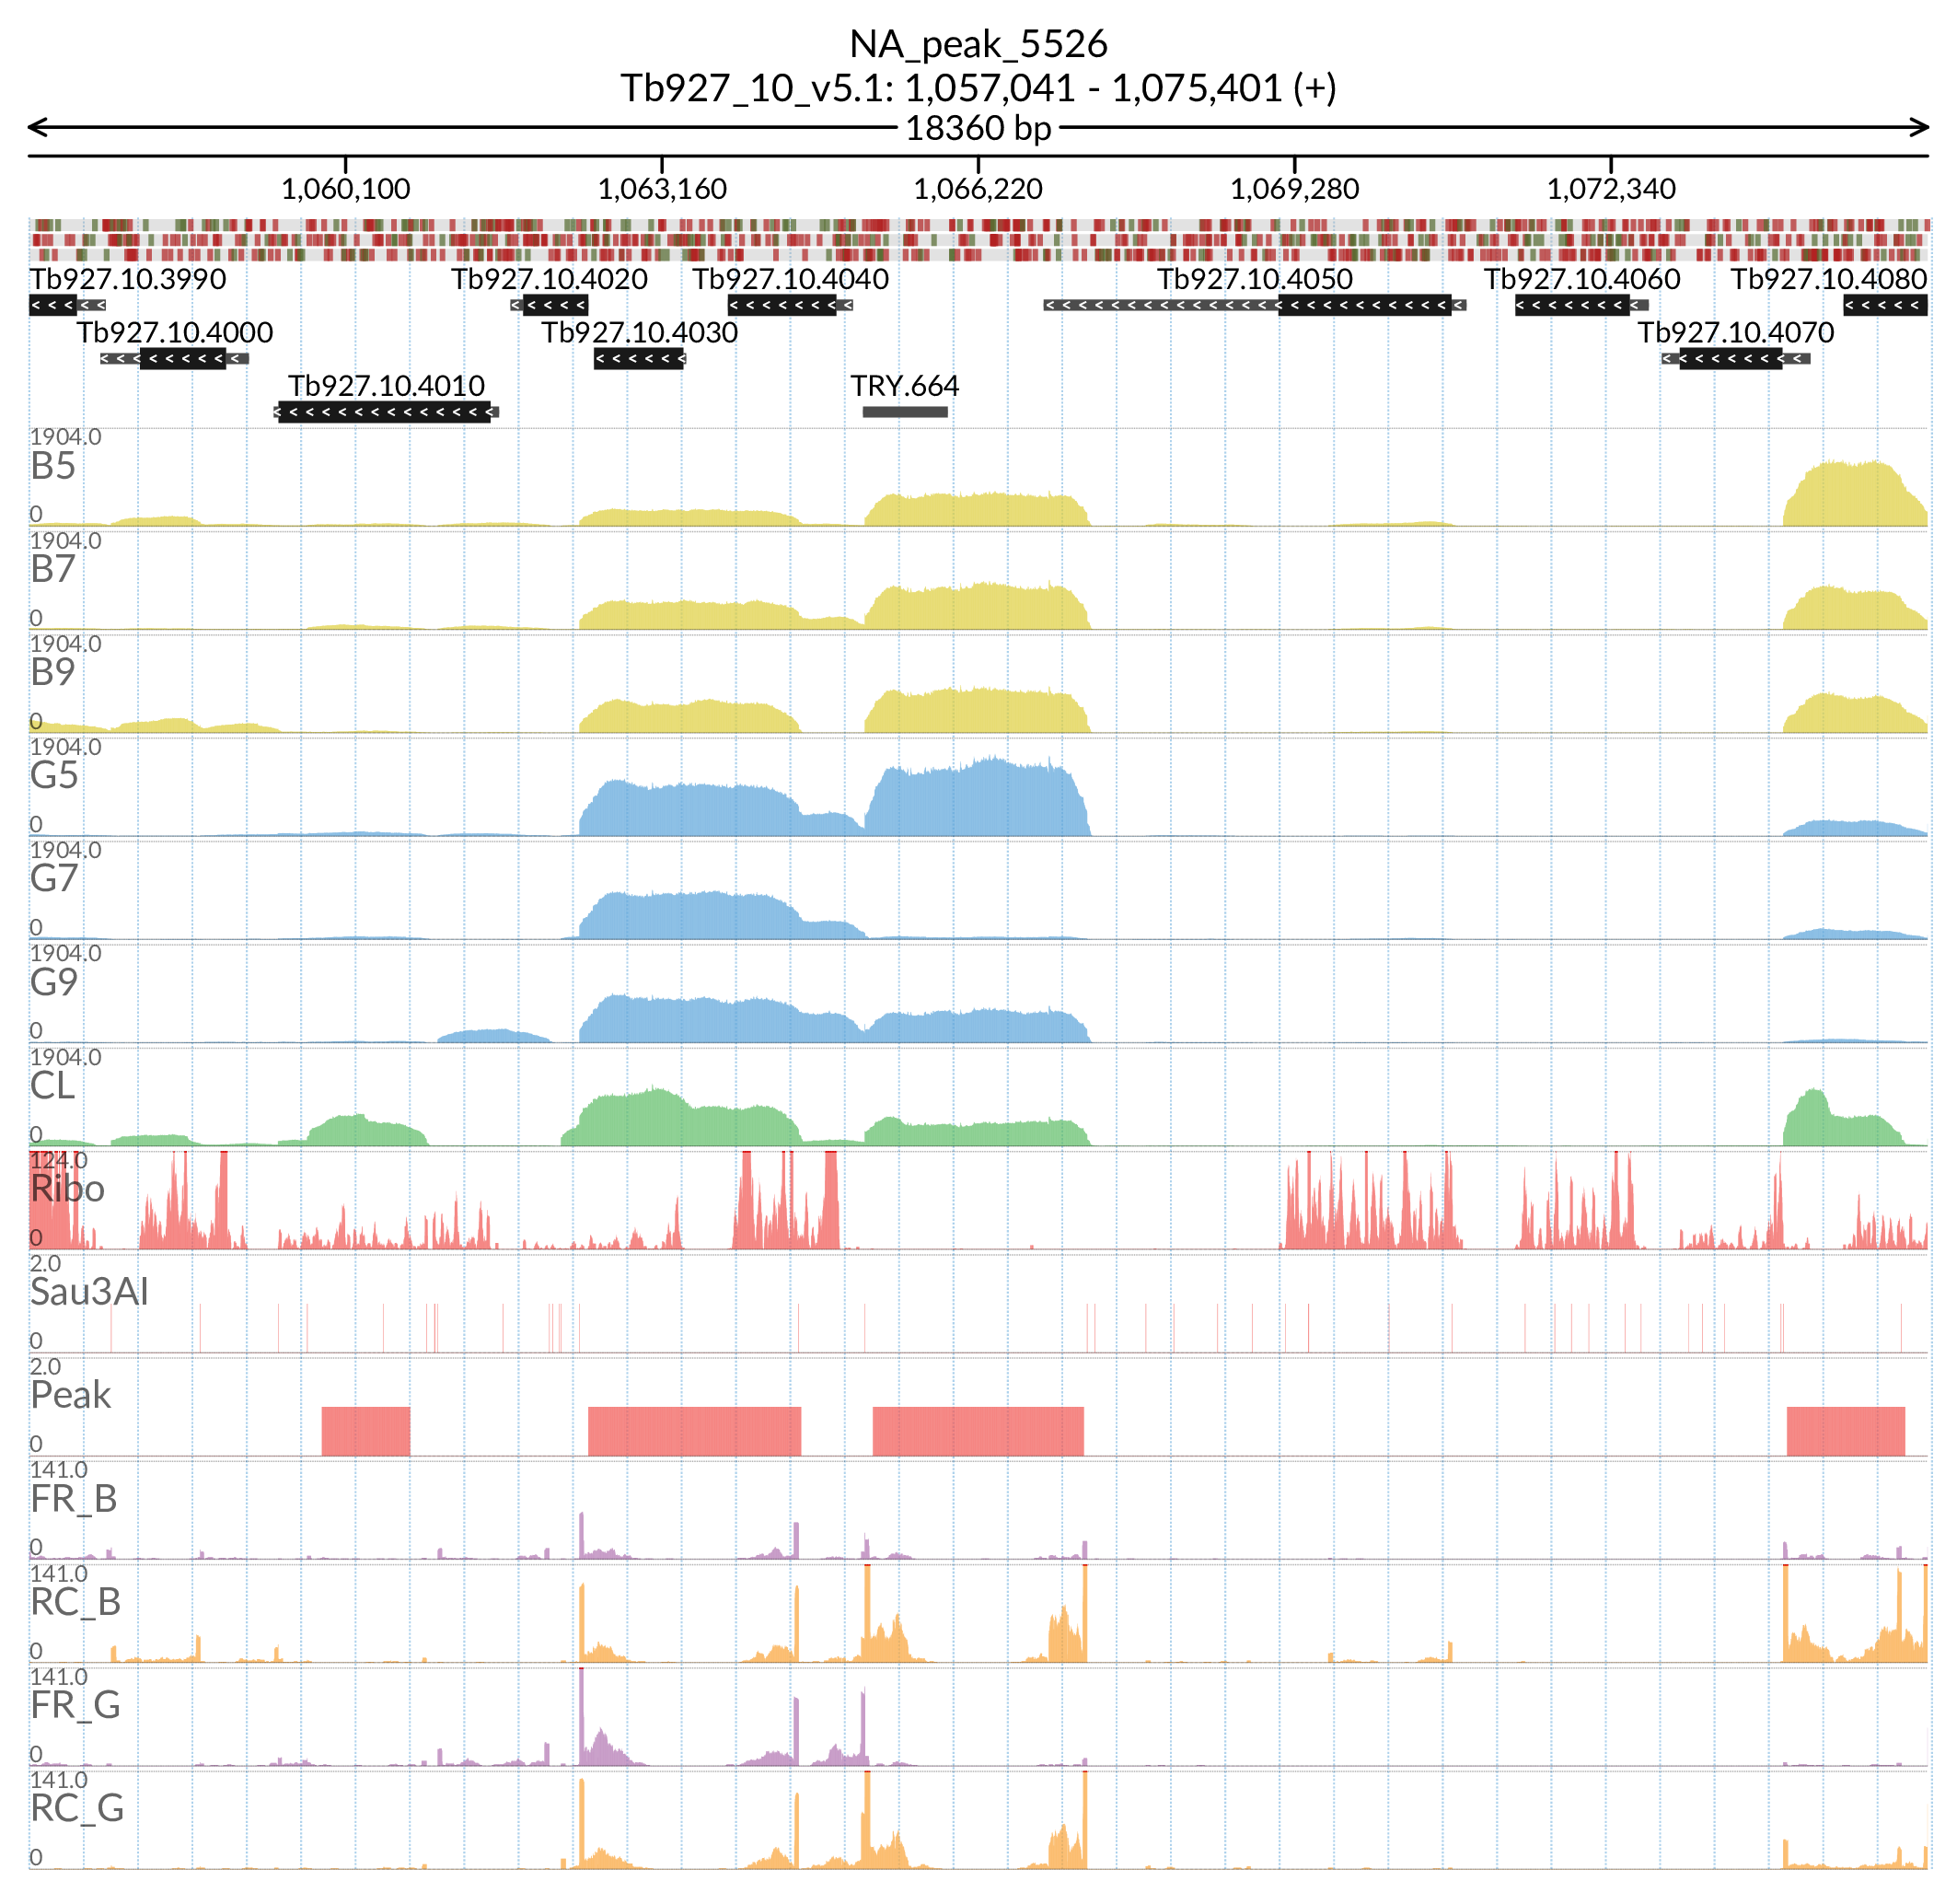 NA_peak_5526
Tb927_10_v5.1: 1,057,041 - 1,075,401 (+)
18360 bp
1,060,100 1,063,160 1,066,220 1,069,280 1,072,340
Tb927.10.3990 Tb927.10.4020 Tb927.10.4040 Tb927.10.4050 Tb927.10.4060 Tb927.10.4080
Tb927.10.4000 Tb927.10.4030 Tb927.10.4070
Tb927.10.4010 TRY.664
1904.0
B5
0
1904.0
B7
0
1904.0
B9
0
1904.0
G5
0
1904.0
G7
0
1904.0
G9
0
1904.0
CL
0
124.0
Ribo
0
2.0
Sau3AI
0
2.0
Peak
0
141.0
FR_B
0
141.0
RC_B
0
141.0
FR_G
0
141.0
RC_G
0